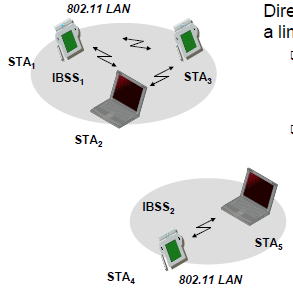 802.11 LAN
Dire
a lin
STA1
IBSS1
STA3
STA2
IBSS2
STA5
STA4
802.11 LAN